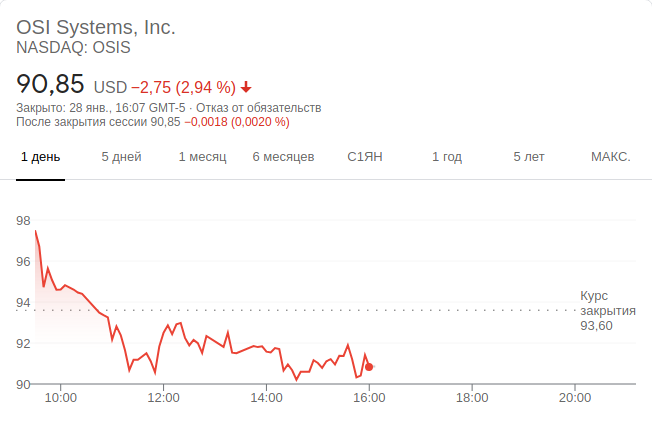 OSI Systems, Inc.
NASDAQ: OSIS
90,85 USD −2,75 (2,94 %)
Закрыто: 28 янв., 16:07 GMT-5 · Отказ от обязательств
После закрытия сессии 90,85 −0,0018 (0,0020 %)
1 день 5 дней 1 месяц 6 месяцев С1ЯН 1 год 5 лет МАКС.
98
96
94
92
90
Курс
закрытия
93,60
10:00 12:00 14:00 16:00 18:00 20:00